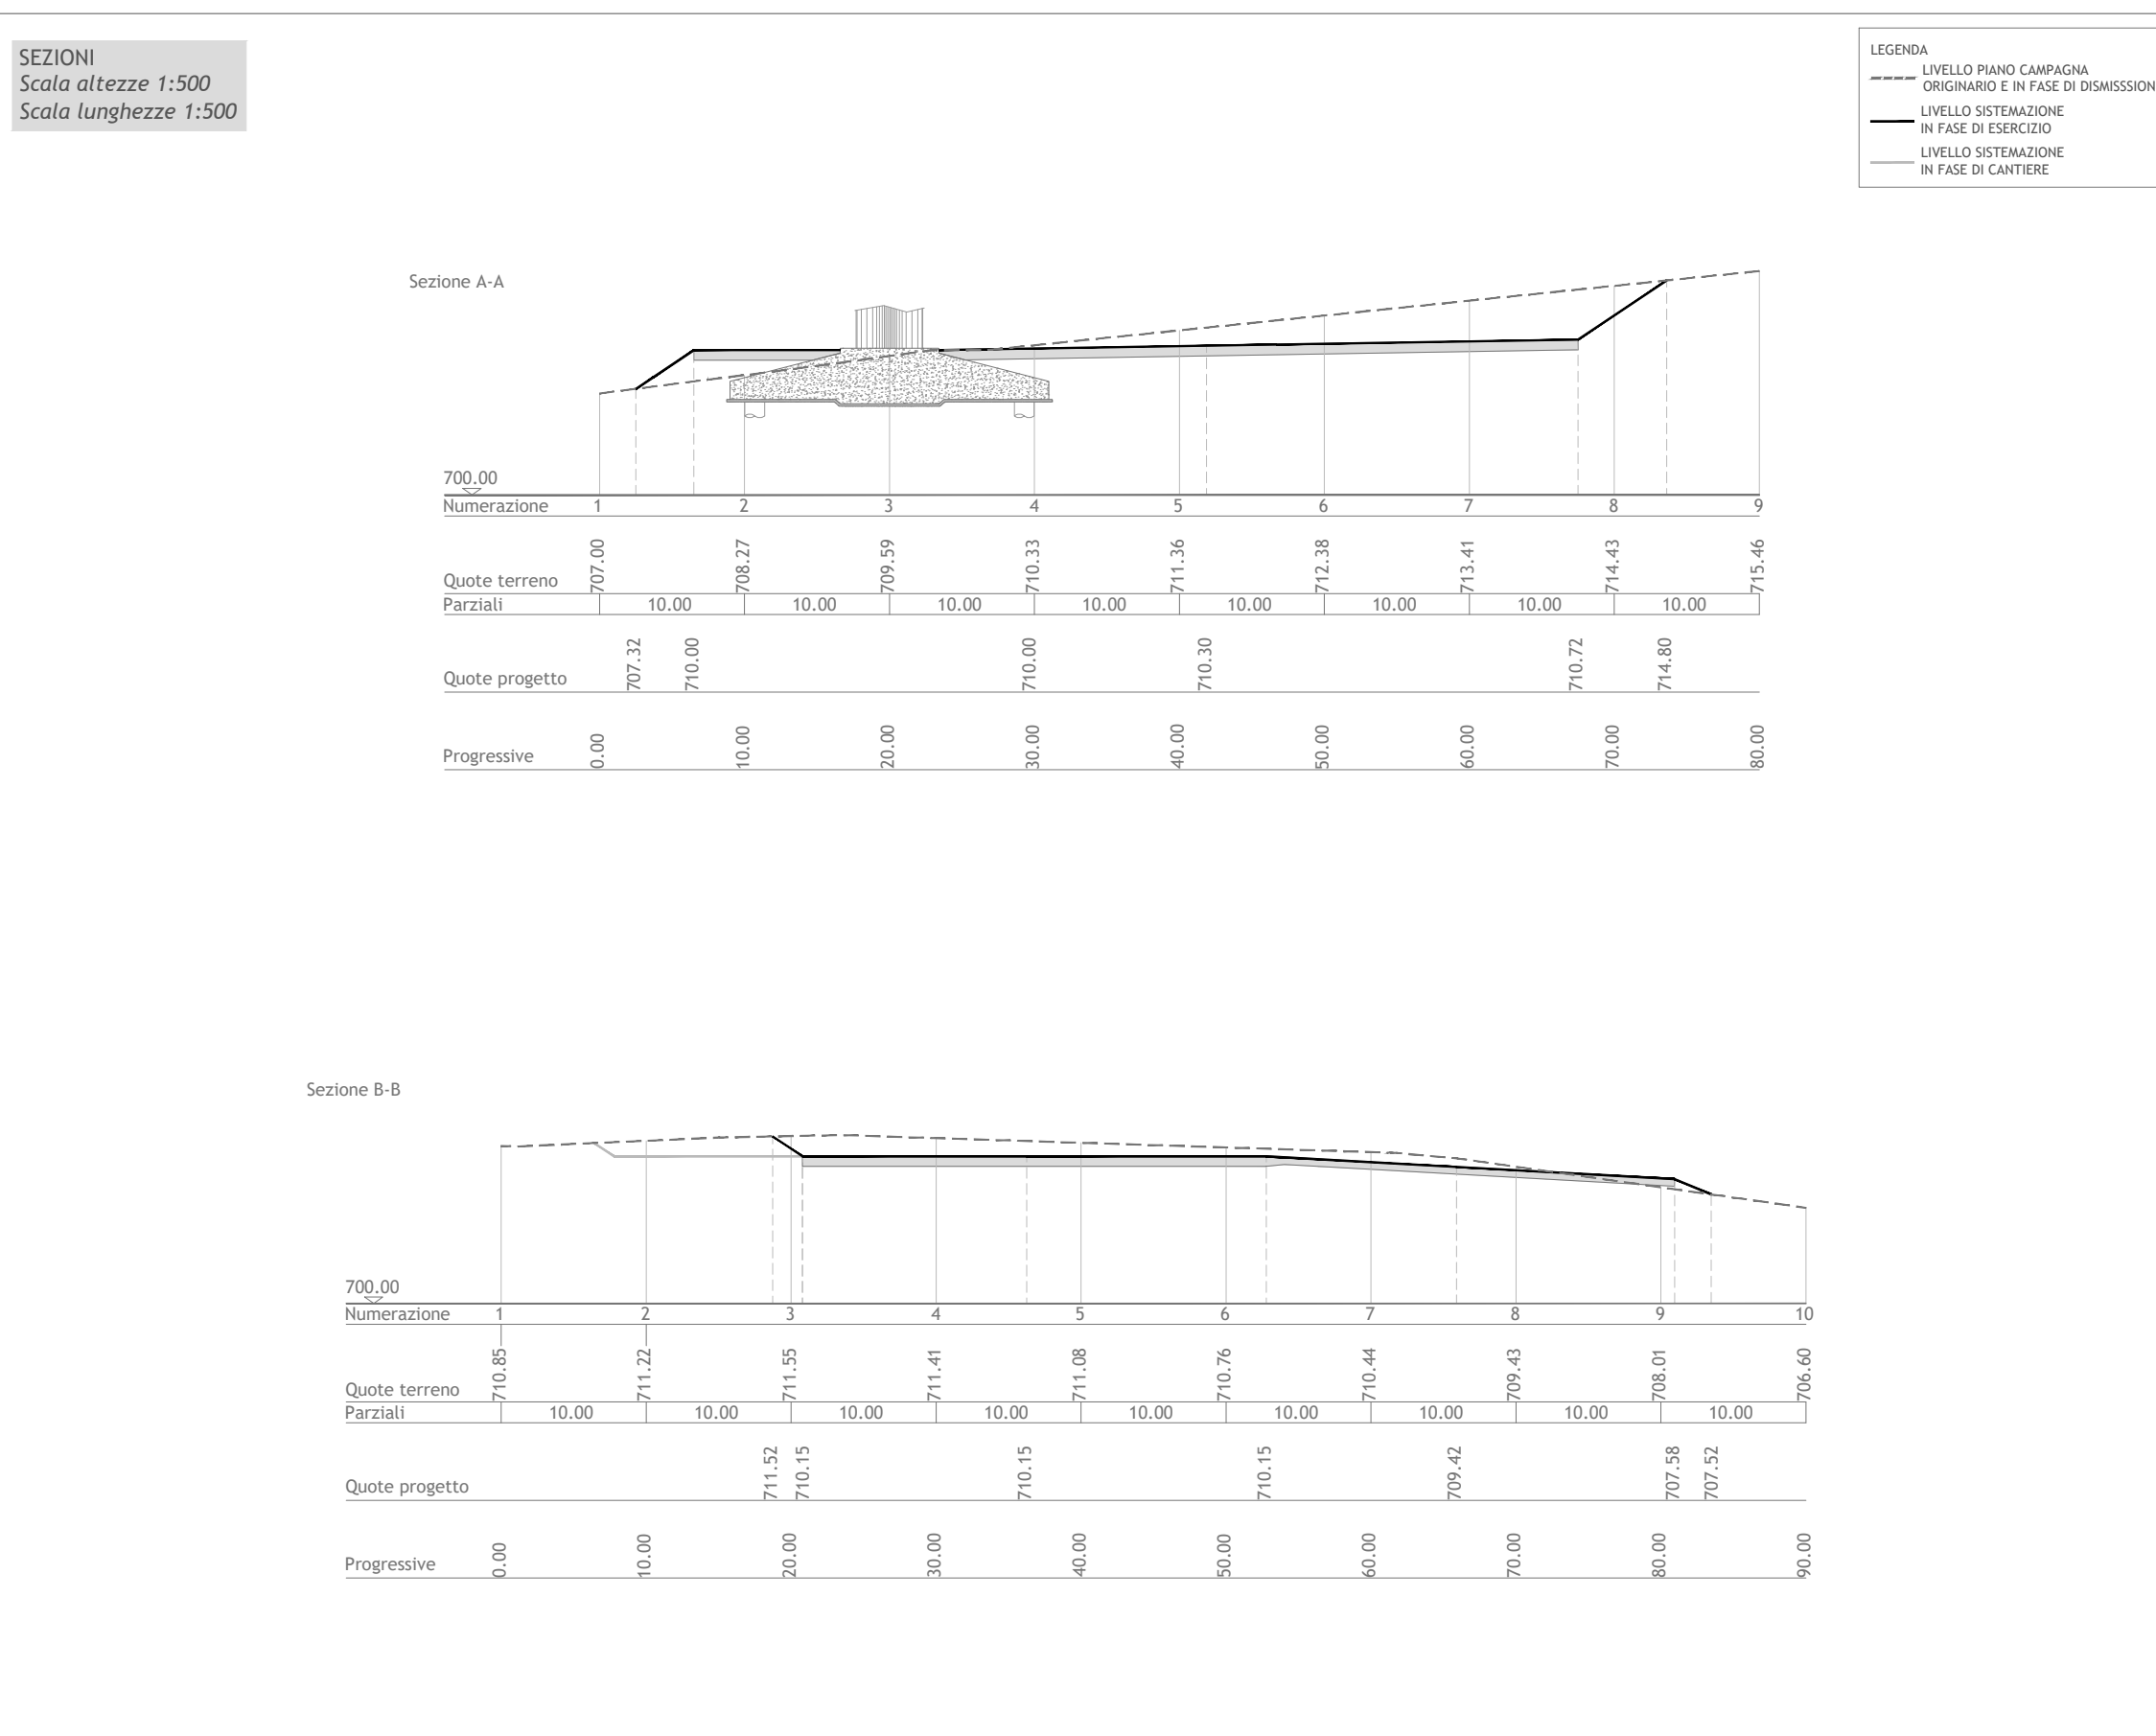 SEZIONI
Scala altezze 1:500
Scala lunghezze 1:500
LEGENDA
LIVELLO PIANO CAMPAGNA
ORIGINARIO E IN FASE DI DISMISSSION
LIVELLO SISTEMAZIONE
IN FASE DI ESERCIZIO
LIVELLO SISTEMAZIONE
IN FASE DI CANTIERE
Sezione A-A
700.00
Numerazione 1 2 3 4 5 6 7 8 9
Quote terreno 707.00 708.27 709.59 710.33 711.36 712.38 713.41 714.43 715.46
Parziali 10.00 10.00 10.00 10.00 10.00 10.00 10.00 10.00
Quote progetto 707.32 710.00 710.00 710.30 710.72 714.80
Progressive 0.00 10.00 20.00 30.00 40.00 50.00 60.00 70.00 80.00
Sezione B-B
700.00
Numerazione 1 2 3 4 5 6 7 8 9 10
Quote terreno 710.85 711.22 711.55 711.41 711.08 710.76 710.44 709.43 708.01 706.60
Parziali 10.00 10.00 10.00 10.00 10.00 10.00 10.00 10.00 10.00
Quote progetto 711.52 710.15 710.15 710.15 709.42 707.58 707.52
Progressive 0.00 10.00 20.00 30.00 40.00 50.00 60.00 70.00 80.00 90.00